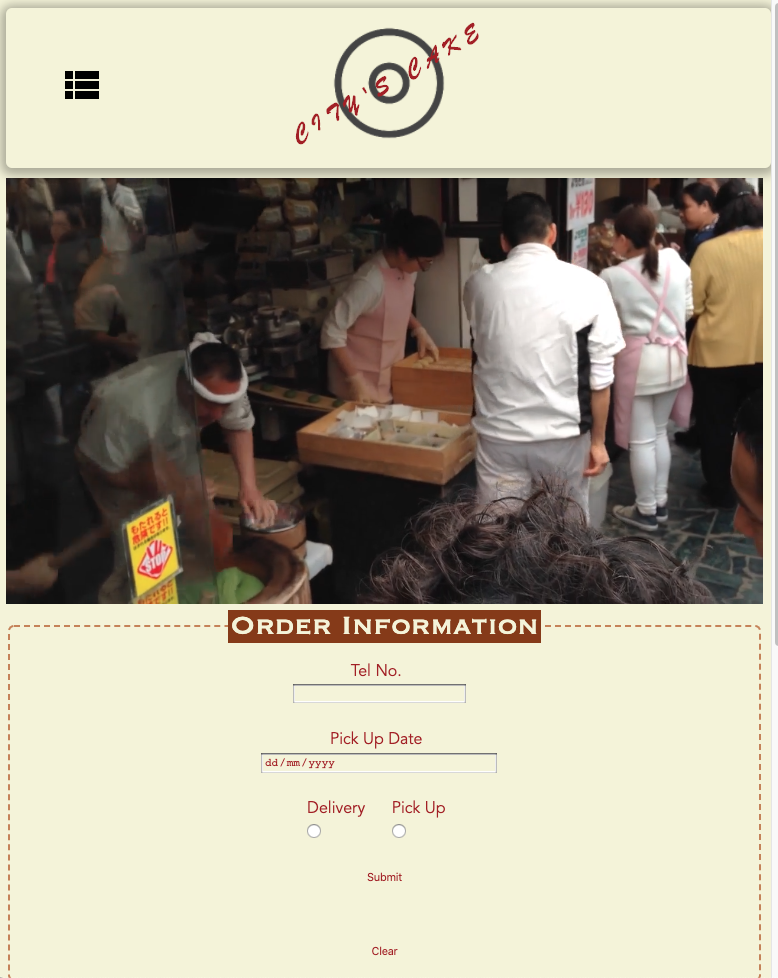 CITY'S CAKE
¥130
もたれると
危険です!!
STOP
Order Information
Tel No.
Pick Up Date
dd/mm/yyyy
Delivery Pick Up
Submit
Clear